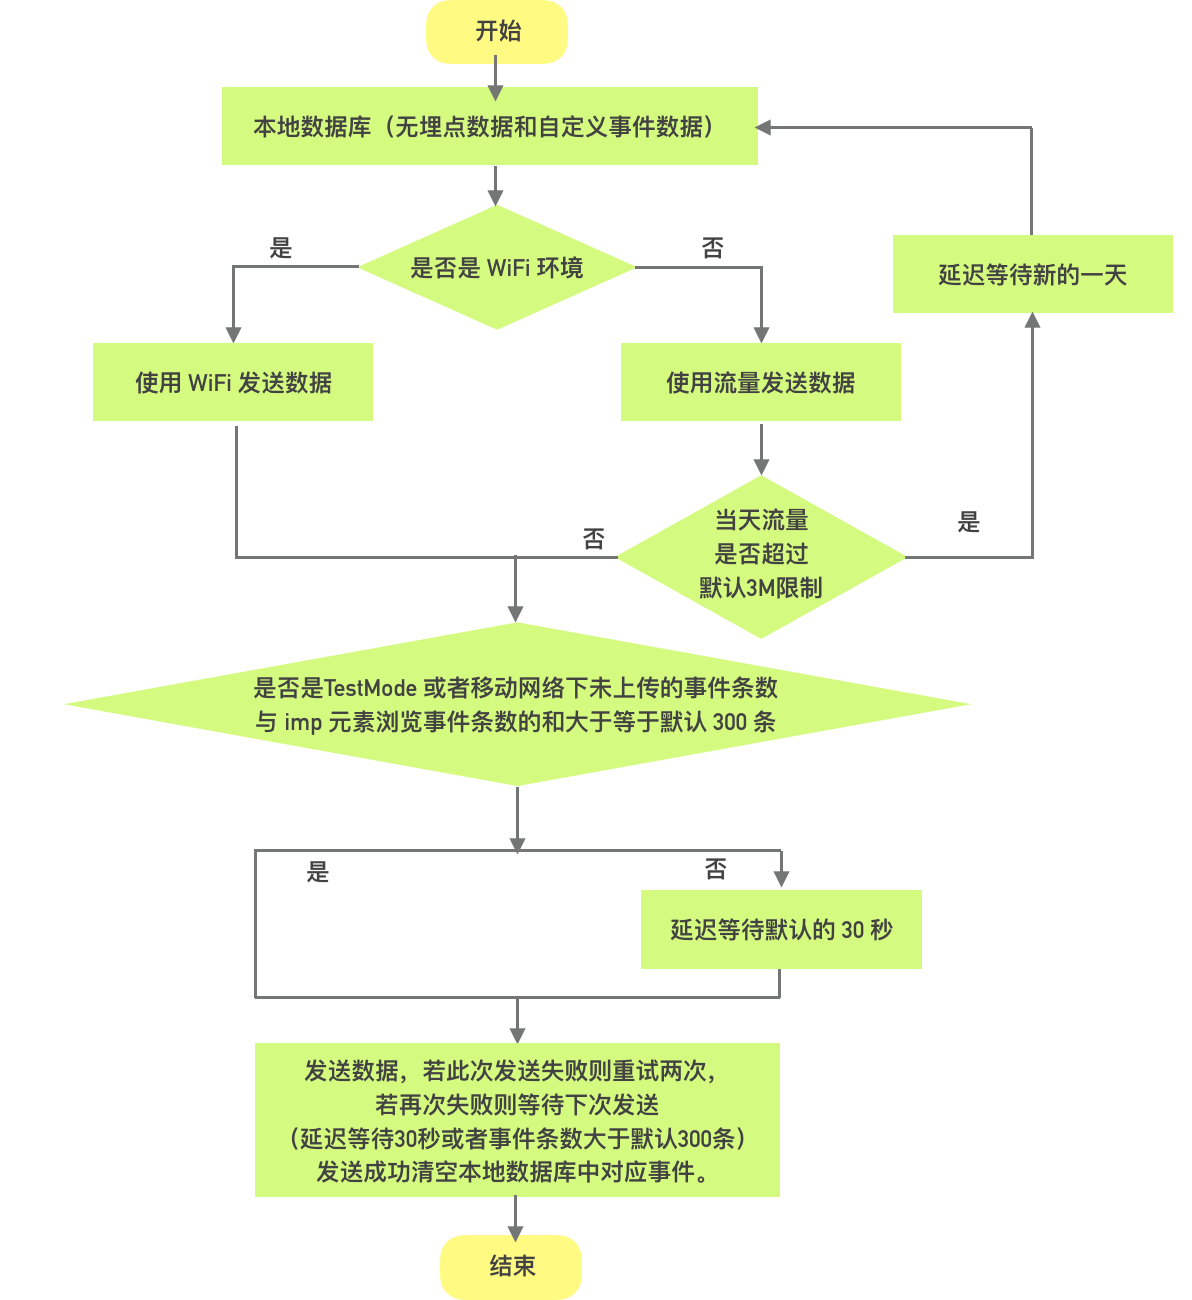 开始
本地数据库（无埋点数据和自定义事件数据）
是
否
是否是 WiFi 环境
延迟等待新的一天
使用 WiFi 发送数据
使用流量发送数据
否
当天流量
是否超过
默认3M限制
是
是否是TestMode 或者移动网络下未上传的事件条数
与 imp 元素浏览事件条数的和大于等于默认 300 条
是
否
延迟等待默认的 30 秒
发送数据，若此次发送失败则重试两次，
若再次失败则等待下次发送
（延迟等待30秒或者事件条数大于默认300条）
发送成功清空本地数据库中对应事件。
结束